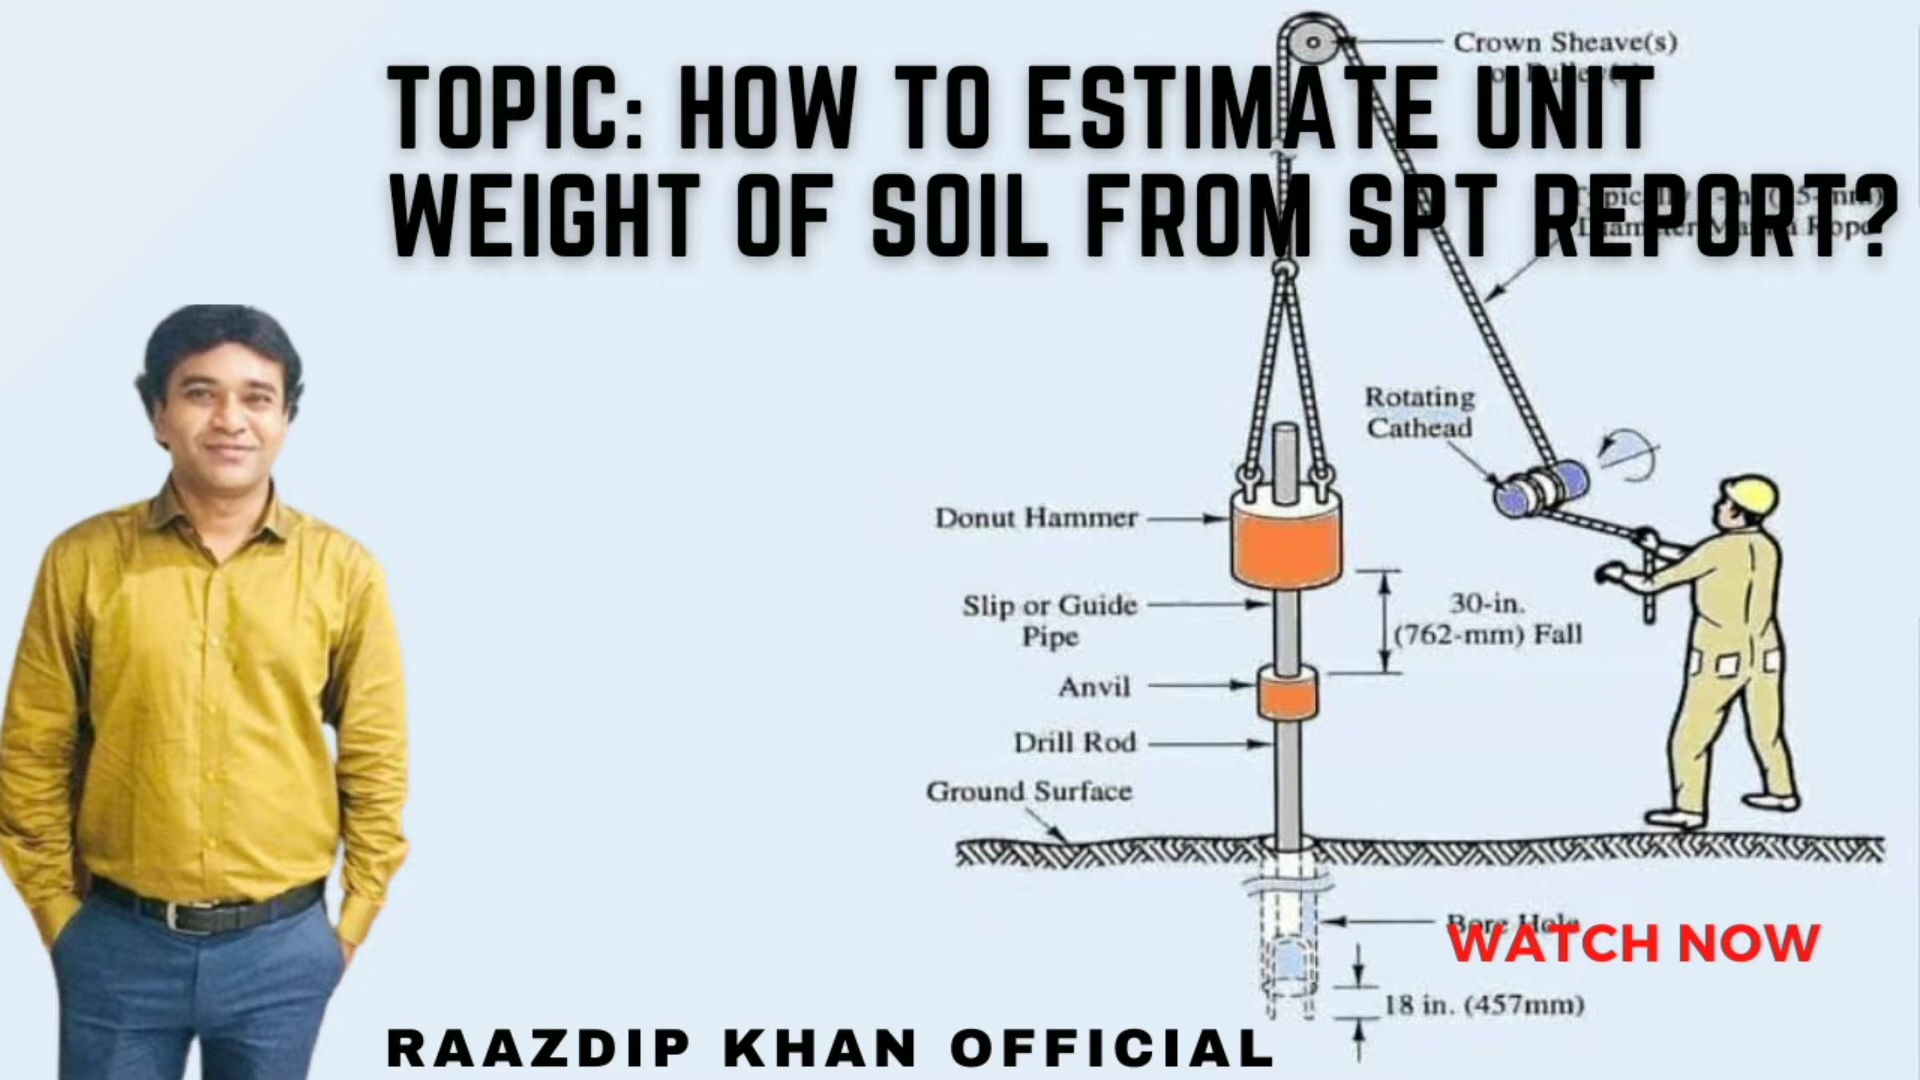 Crown Sheave(s)
TOPIC: HOW TO ESTIMATE UNIT
WEIGHT OF SOIL FROM SPT REPORT?
Rotating
Cathead
Donut Hammer
Slip or Guide
Pipe
30-in.
(762-mm) Fall
Anvil
Drill Rod
Ground Surface
Bore Hole
WATCH NOW
18 in. (457mm)
RAAZDIP KHAN OFFICIAL